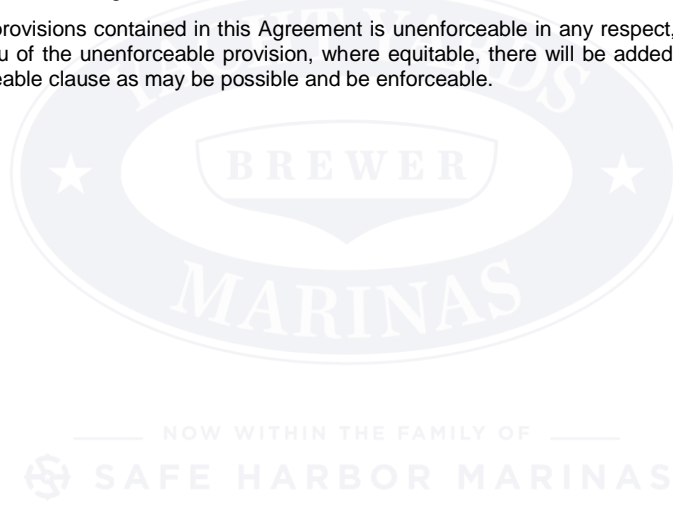 provisions contained in this Agreement is unenforceable in any respect,
u of the unenforceable provision, where equitable, there will be added
eable clause as may be possible and be enforceable.
YARDS
BREWER
MARINAS
NOW WITHIN THE FAMILY OF
SAFE HARBOR MARINAS